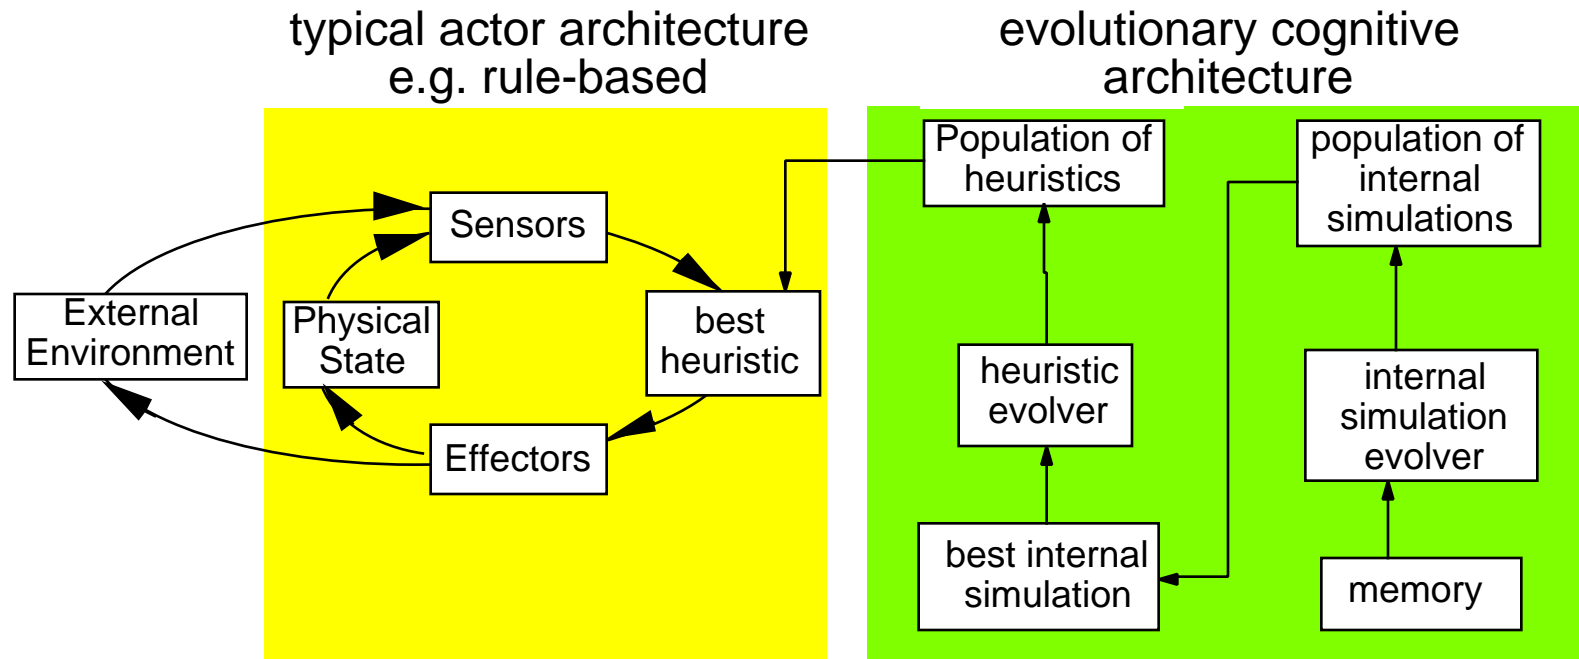 typical actor architecture
e.g. rule-based
evolutionary cognitive
architecture
External
Environment
Sensors
Physical
State
best
heuristic
Effectors
Population of
heuristics
heuristic
evolver
best internal
simulation
population of
internal
simulations
internal
simulation
evolver
memory